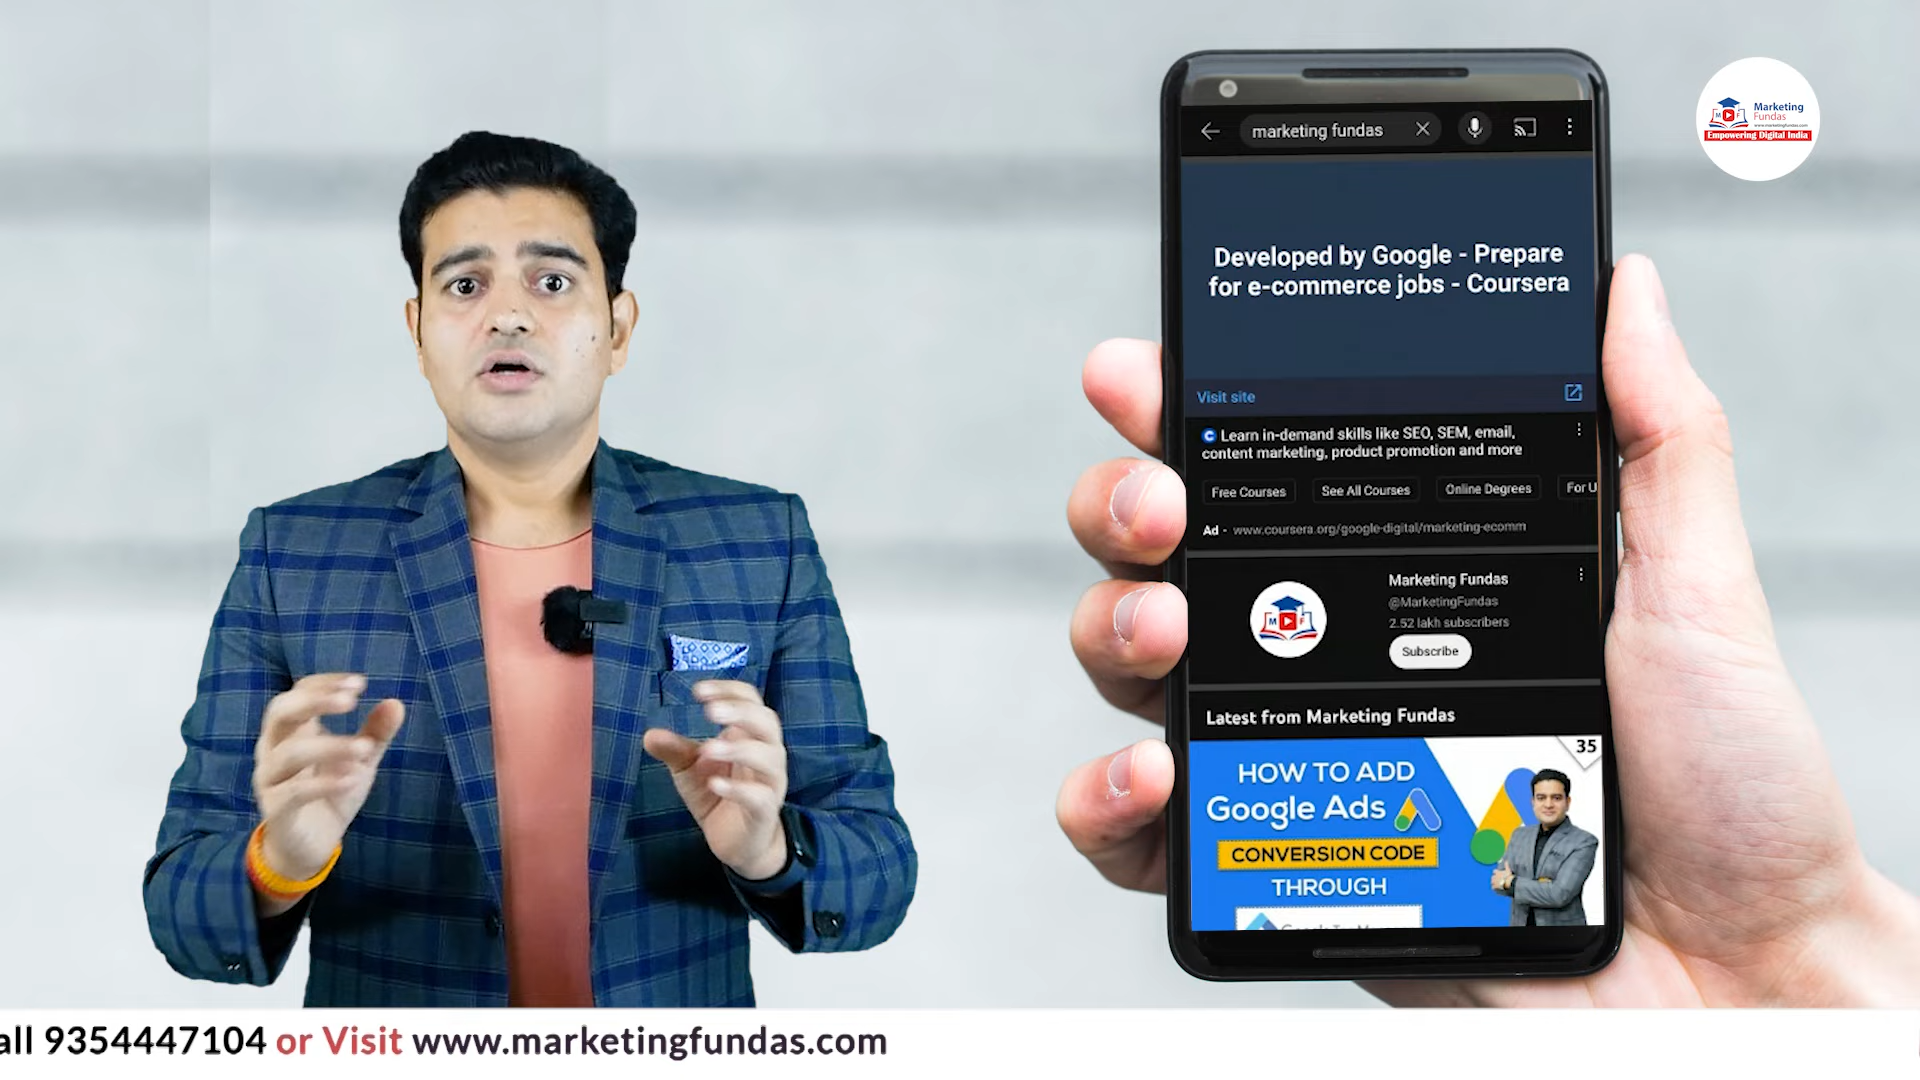 marketing fundas
Marketing
Fundas
www.marketingfundas.com
M F
Empowering Digital India
Developed by Google - Prepare
for e-commerce jobs - Coursera
Visit site
C Learn in-demand skills like SEO, SEM, email,
content marketing, product promotion and more
Free Courses See All Courses Online Degrees For U
Ad - www.coursera.org/google-digital/marketing-ecomm
Marketing Fundas
@MarketingFundas
2.52 lakh subscribers
M F
Subscribe
Latest from Marketing Fundas
35
HOW TO ADD
Google Ads
CONVERSION CODE
THROUGH
all 9354447104 or Visit www.marketingfundas.com